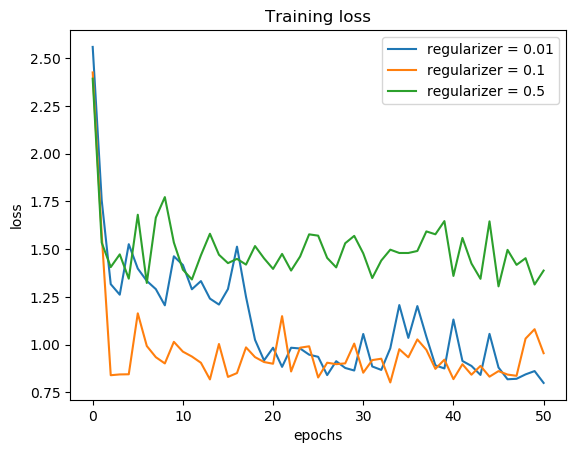 Training loss
regularizer = 0.01
regularizer = 0.1
regularizer = 0.5
2.50
2.25
2.00
1.75
1.50
1.25
1.00
0.75
loss
0 10 20 30 40 50
epochs